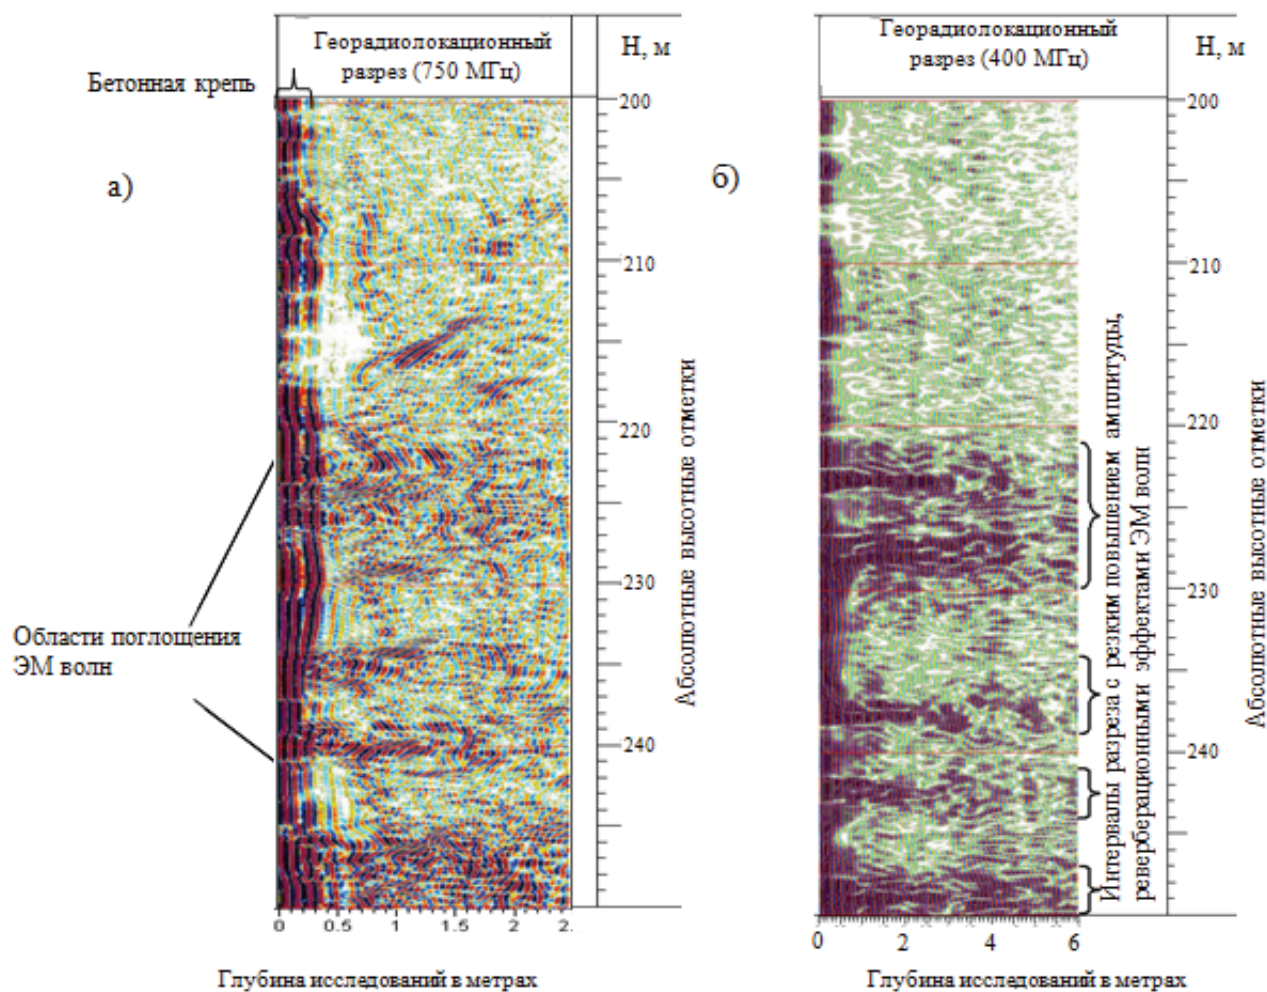 Георадиолокационный
разрез (750 МГц)
H, м
Бетонная крепь
а)
200
210
220
230
240
Абсолютные высотные отметки
Области поглощения
ЭМ волн
0
0.5
1
1.5
2
2.
Глубина исследований в метрах
Георадиолокационный
разрез (400 МГц)
H, м
б)
200
210
220
230
240
Интервалы разреза с резким повышением амплитуды,
реверберационными эффектами ЭМ волн
Абсолютные высотные отметки
0
2
4
6
Глубина исследований в метрах